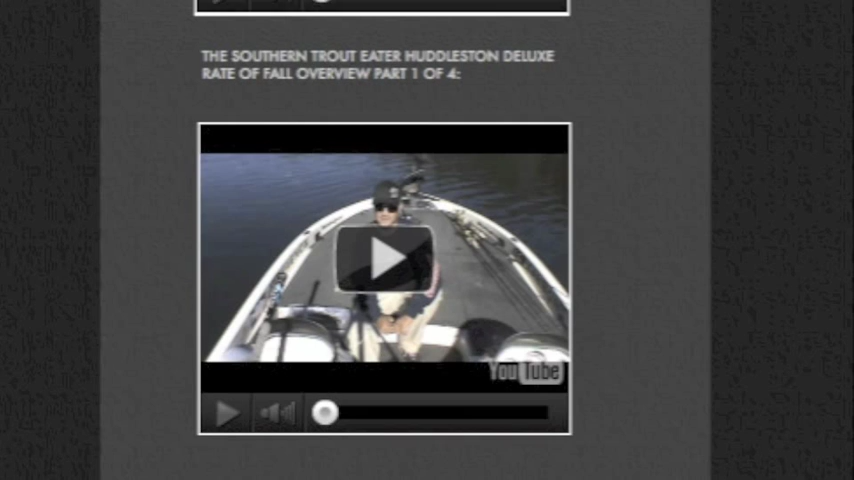 THE SOUTHERN TROUT EATER HUDDLESTON DELUXE
RATE OF FALL OVERVIEW PART 1 OF 4:
YouTube